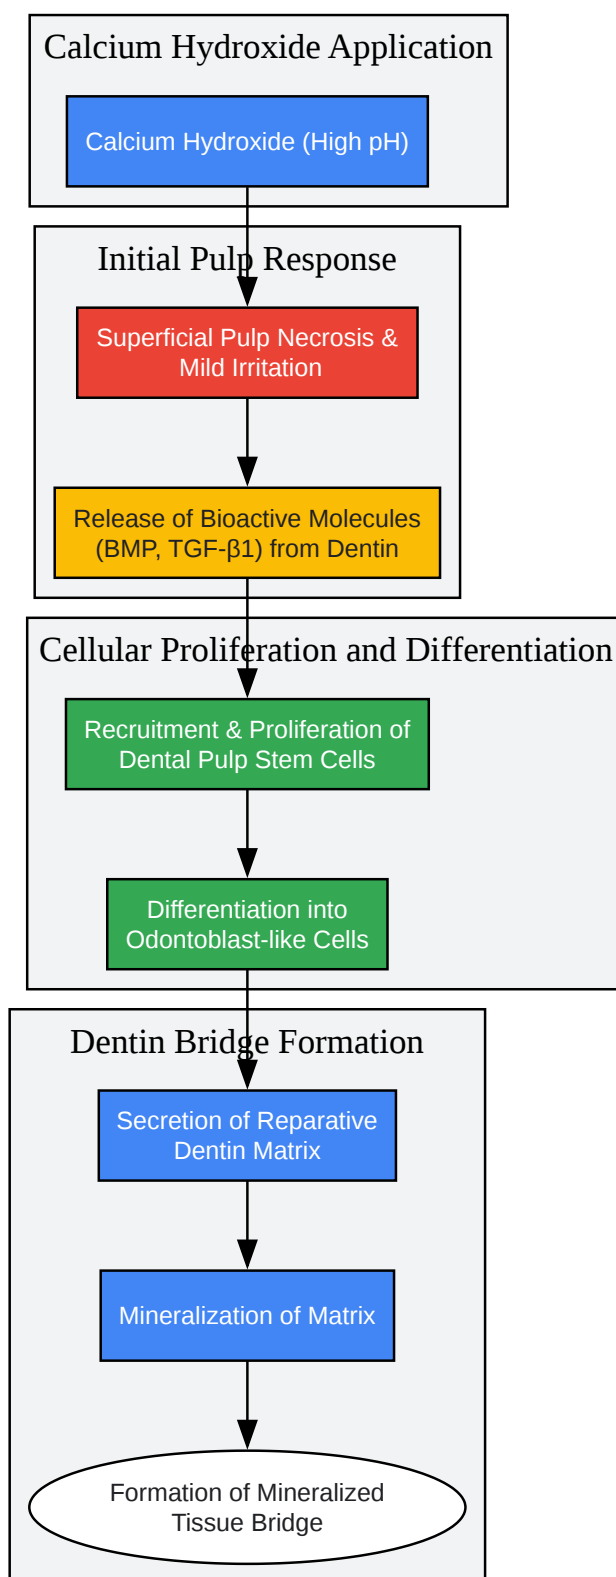 Calcium Hydroxide Application
Calcium Hydroxide (High pH)
Initial Pulp Response
Superficial Pulp Necrosis &
Mild Irritation
Release of Bioactive Molecules
(BMP, TGF-β1) from Dentin
Cellular Proliferation and Differentiation
Recruitment & Proliferation of
Dental Pulp Stem Cells
Differentiation into
Odontoblast-like Cells
Dentin Bridge Formation
Secretion of Reparative
Dentin Matrix
Mineralization of Matrix
Formation of Mineralized
Tissue Bridge